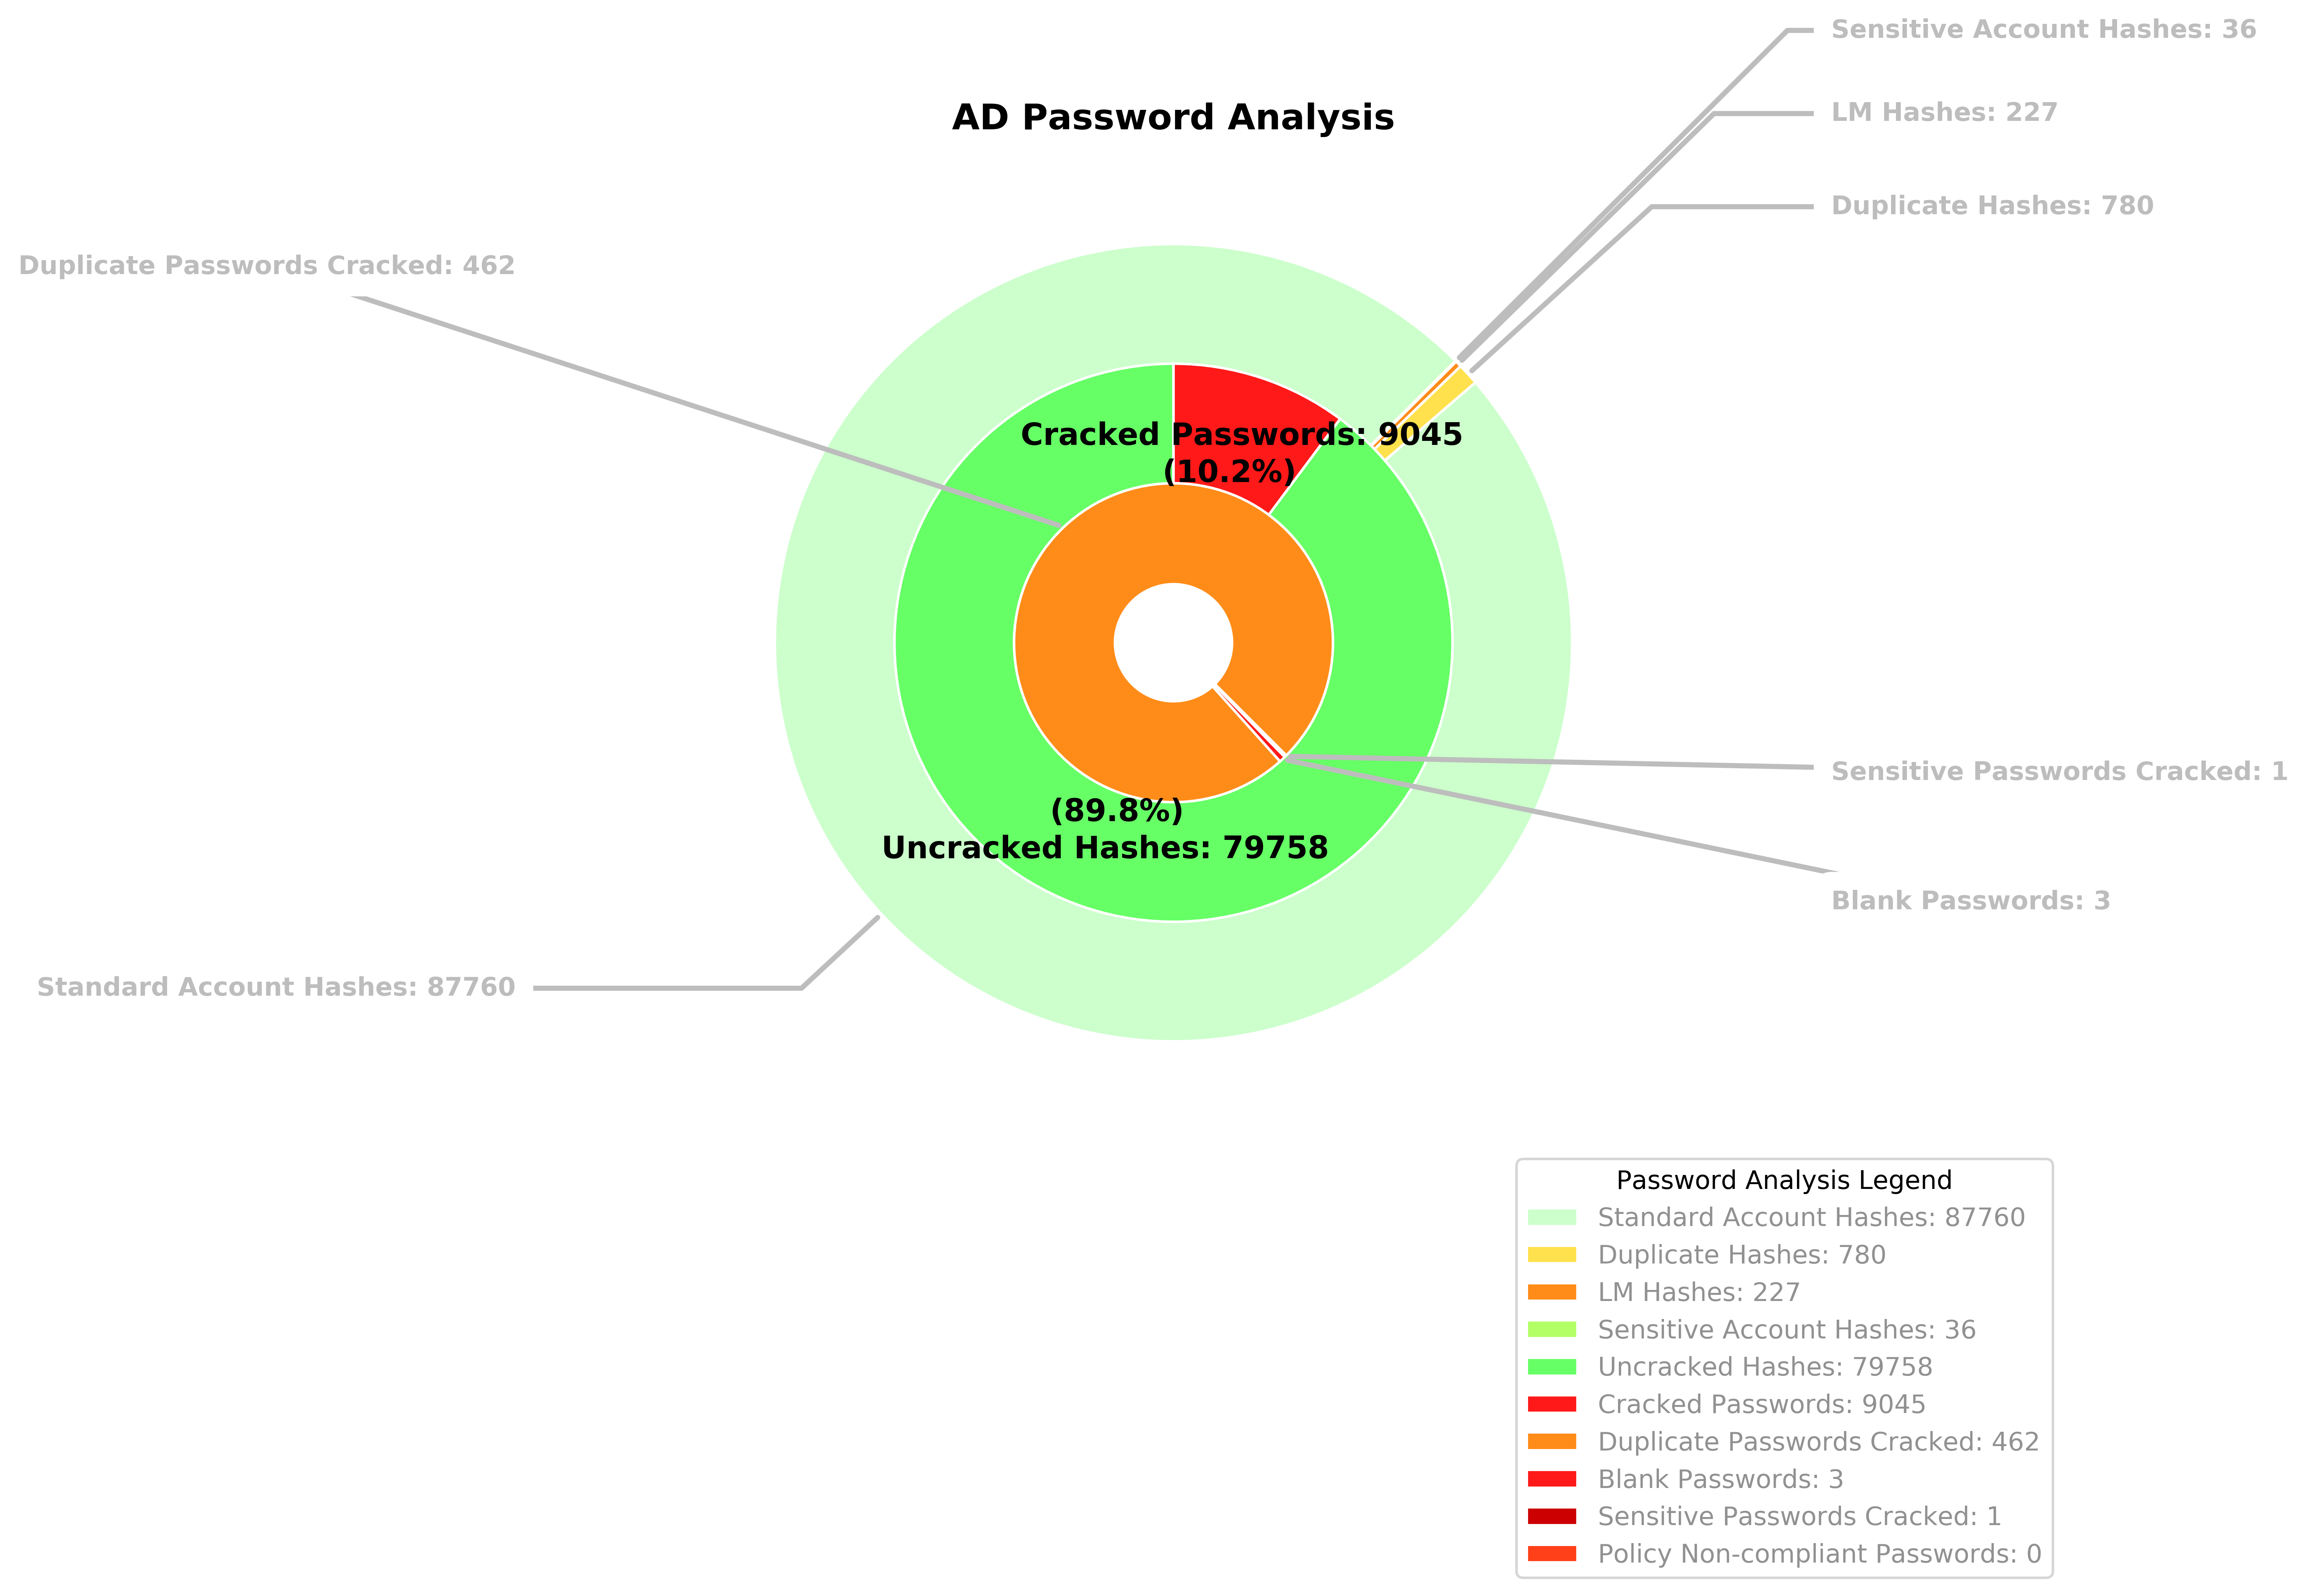 Sensitive Account Hashes: 36
AD Password Analysis
LM Hashes: 227
Duplicate Hashes: 780
Duplicate Passwords Cracked: 462
Cracked Passwords: 9045
(10.2%)
Sensitive Passwords Cracked: 1
(89.8%)
Uncracked Hashes: 79758
Blank Passwords: 3
Standard Account Hashes: 87760
Password Analysis Legend
Standard Account Hashes: 87760
Duplicate Hashes: 780
LM Hashes: 227
Sensitive Account Hashes: 36
Uncracked Hashes: 79758
Cracked Passwords: 9045
Duplicate Passwords Cracked: 462
Blank Passwords: 3
Sensitive Passwords Cracked: 1
Policy Non-compliant Passwords: 0